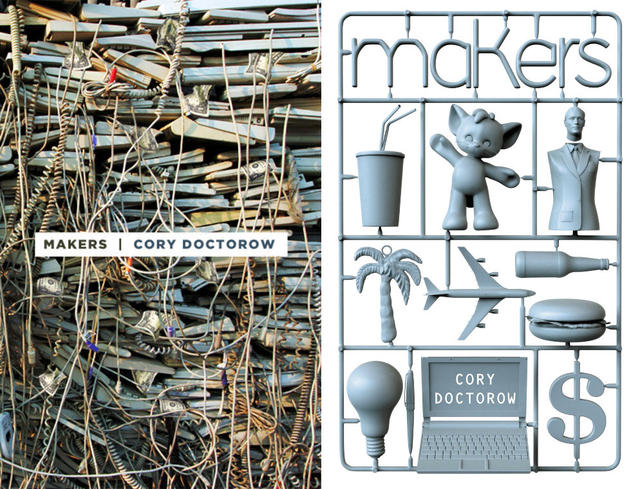 MAKERS | CORY DOCTOROW
makers
CORY
DOCTOROW
$